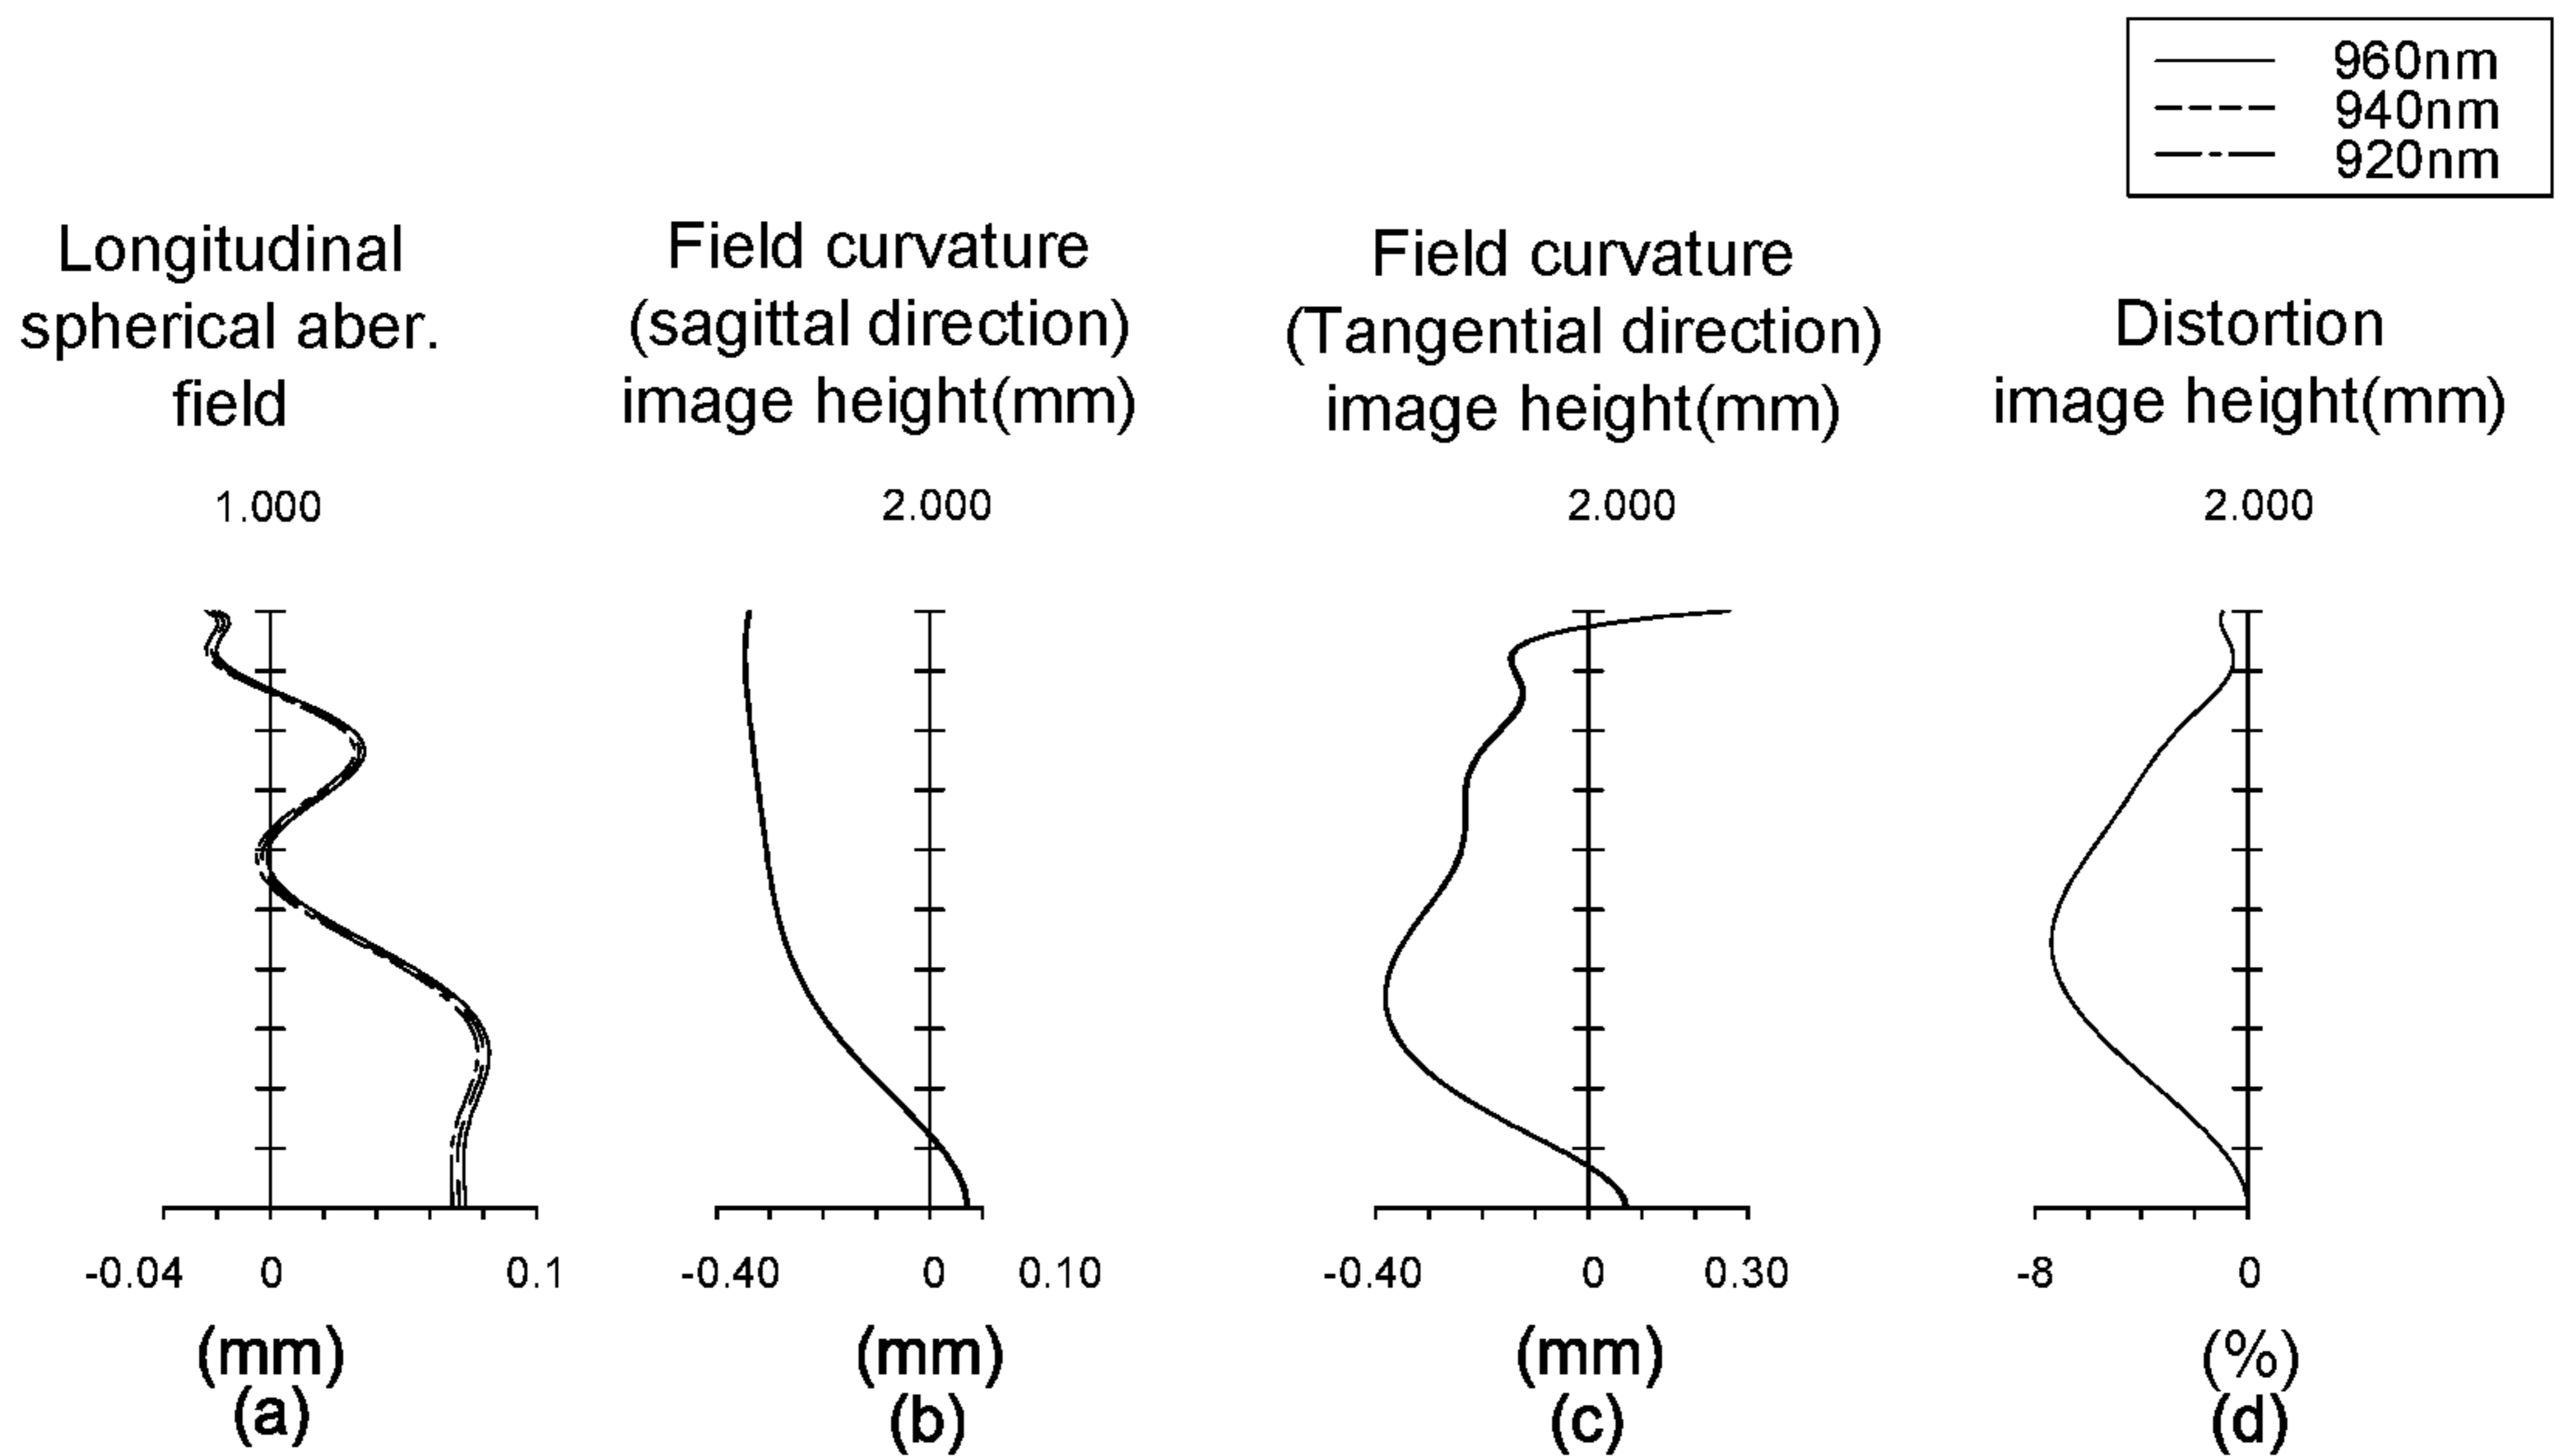 960nm
940nm
920nm
Longitudinal
spherical aber.
field
Field curvature
(sagittal direction)
image height(mm)
Field curvature
(Tangential direction)
image height(mm)
Distortion
image height(mm)
1.000
2.000
2.000
2.000
-0.04 0 0.1
-0.40 0 0.10
-0.40 0 0.30
-8 0
(mm)
(a)
(mm)
(b)
(mm)
(c)
(%)
(d)